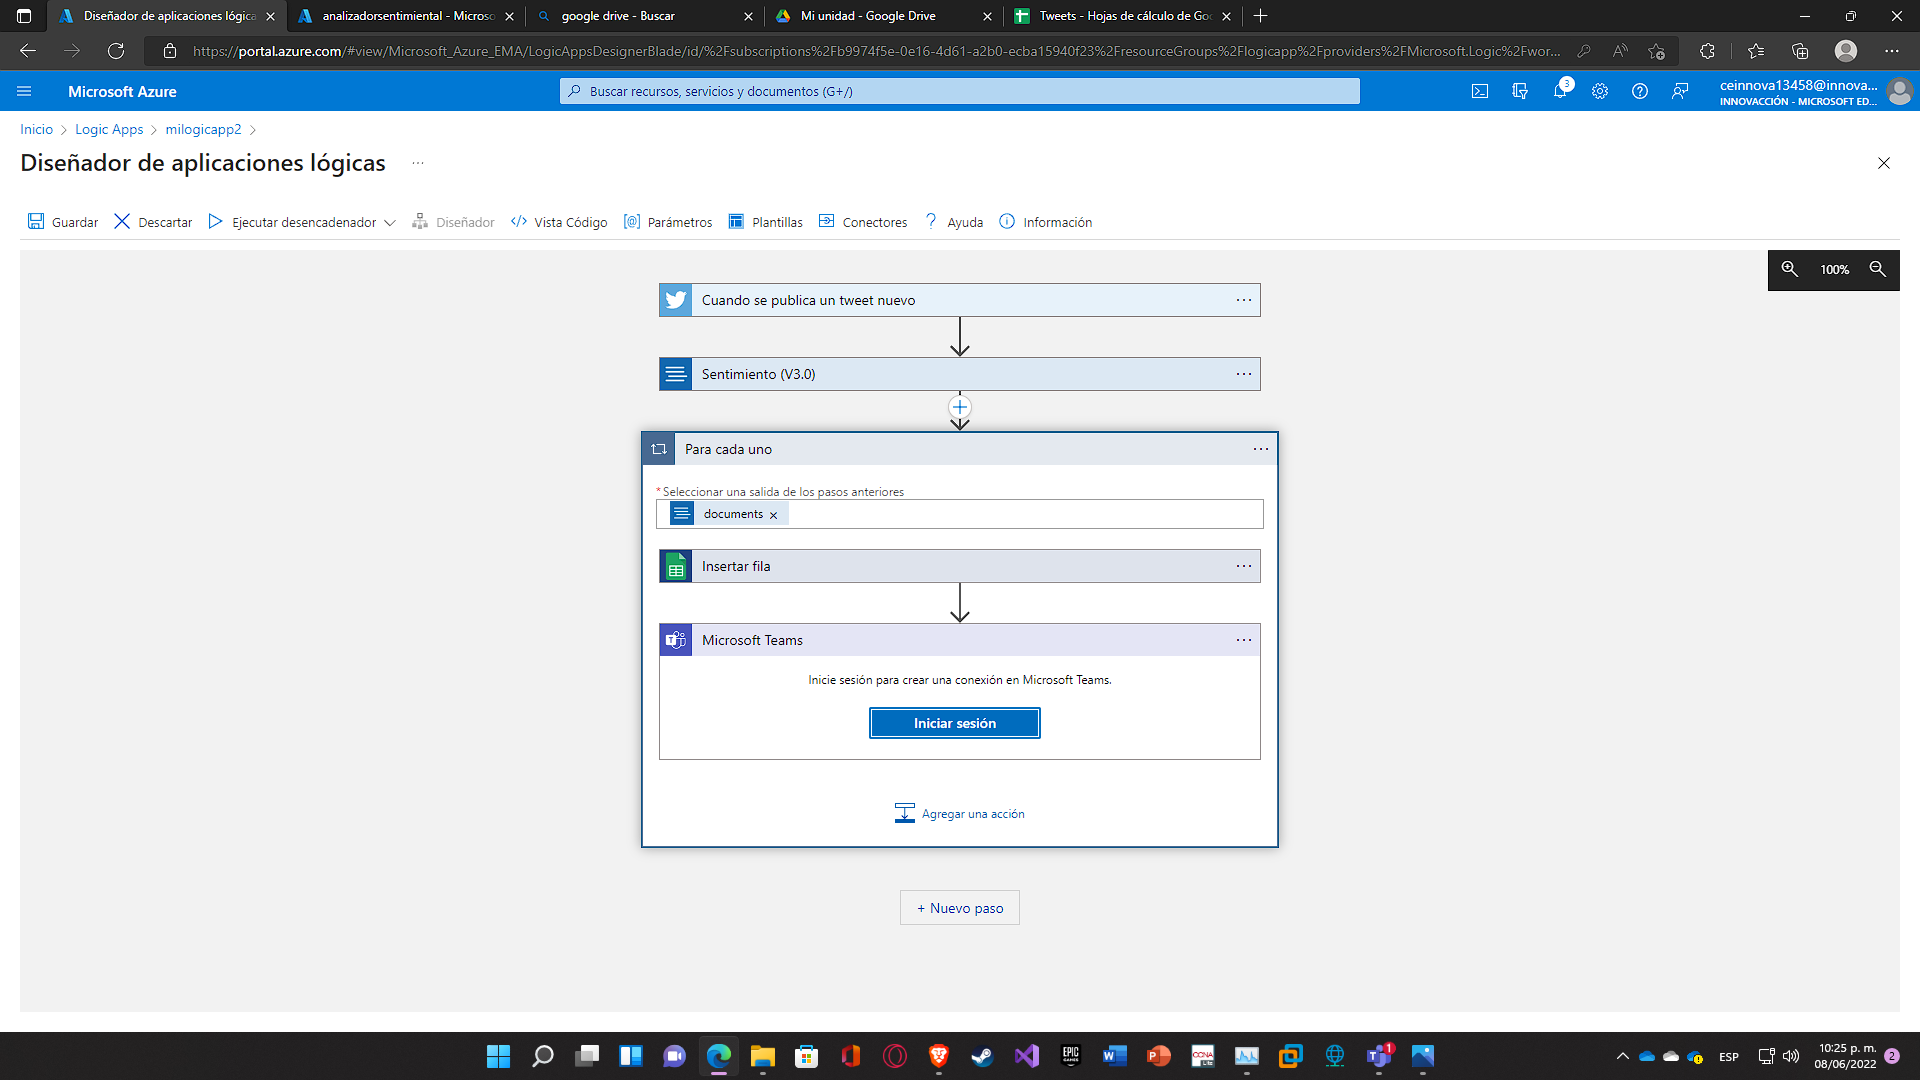 Diseñador de aplicaciones lógica
analizadorsentimiental - Microso
google drive - Buscar
Mi unidad - Google Drive
Tweets - Hojas de cálculo de Goo
https://portal.azure.com/#view/Microsoft_Azure_EMA/LogicAppsDesignerBlade/id/%2Fsubscriptions%2Fb9974f5e-0e16-4d61-a2b0-ecba15940f23%2FresourceGroups%2Flogicapp%2Fproviders%2FMicrosoft.Logic%2Fwor...
Microsoft Azure
Buscar recursos, servicios y documentos (G+/)
3
ceinnova13458@innova...
INNOVACCIÓN - MICROSOFT ED...
Inicio > Logic Apps > milogicapp2 >
Diseñador de aplicaciones lógicas ...
Guardar
Descartar
Ejecutar desencadenador
Diseñador
Vista Código
Parámetros
Plantillas
Conectores
Ayuda
Información
100%
Cuando se publica un tweet nuevo
Sentimiento (V3.0)
Para cada uno
* Seleccionar una salida de los pasos anteriores
documents
Insertar fila
Microsoft Teams
Inicie sesión para crear una conexión en Microsoft Teams.
Iniciar sesión
Agregar una acción
+ Nuevo paso
EPIC
GAMES
CCNA
1
ESP
10:25 p. m.
08/06/2022
2